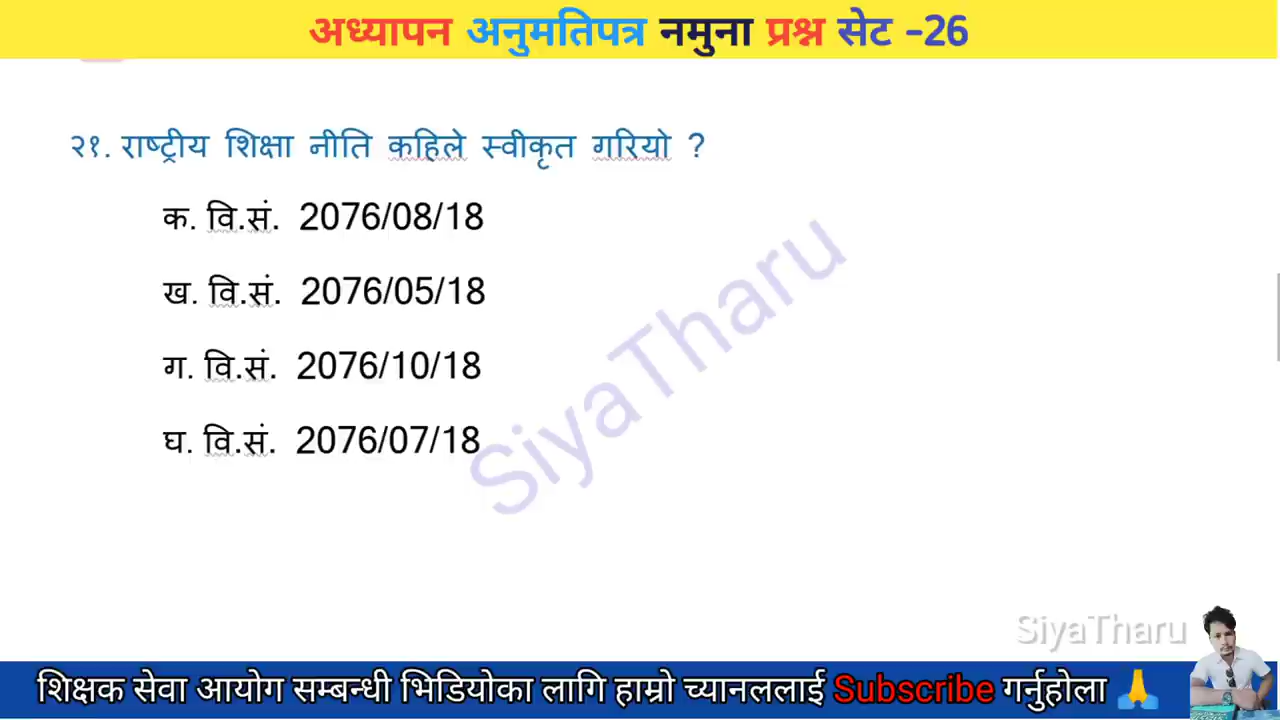 अध्यापन अनुमतिपत्र नमुना प्रश्न सेट -26
२१. राष्ट्रीय शिक्षा नीति कहिले स्वीकृत गरियो ?
क. वि.सं. 2076/08/18
ख. वि.सं. 2076/05/18
ग. वि.सं. 2076/10/18
घ. वि.सं. 2076/07/18
SiyaTharu
SiyaTharu
शिक्षक सेवा आयोग सम्बन्धी भिडियोका लागि हाम्रो च्यानललाई Subscribe गर्नुहोला 🙏